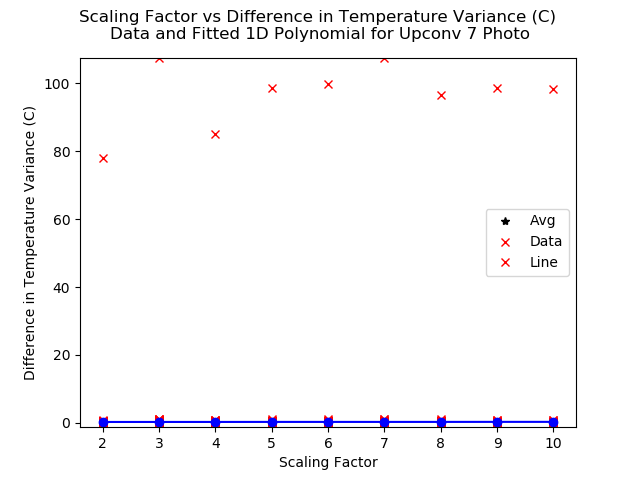 Scaling Factor vs Difference in Temperature Variance (C)
Data and Fitted 1D Polynomial for Upconv 7 Photo
Difference in Temperature Variance (C)
100
80
60
40
20
0
Avg
Data
Line
2 3 4 5 6 7 8 9 10
Scaling Factor